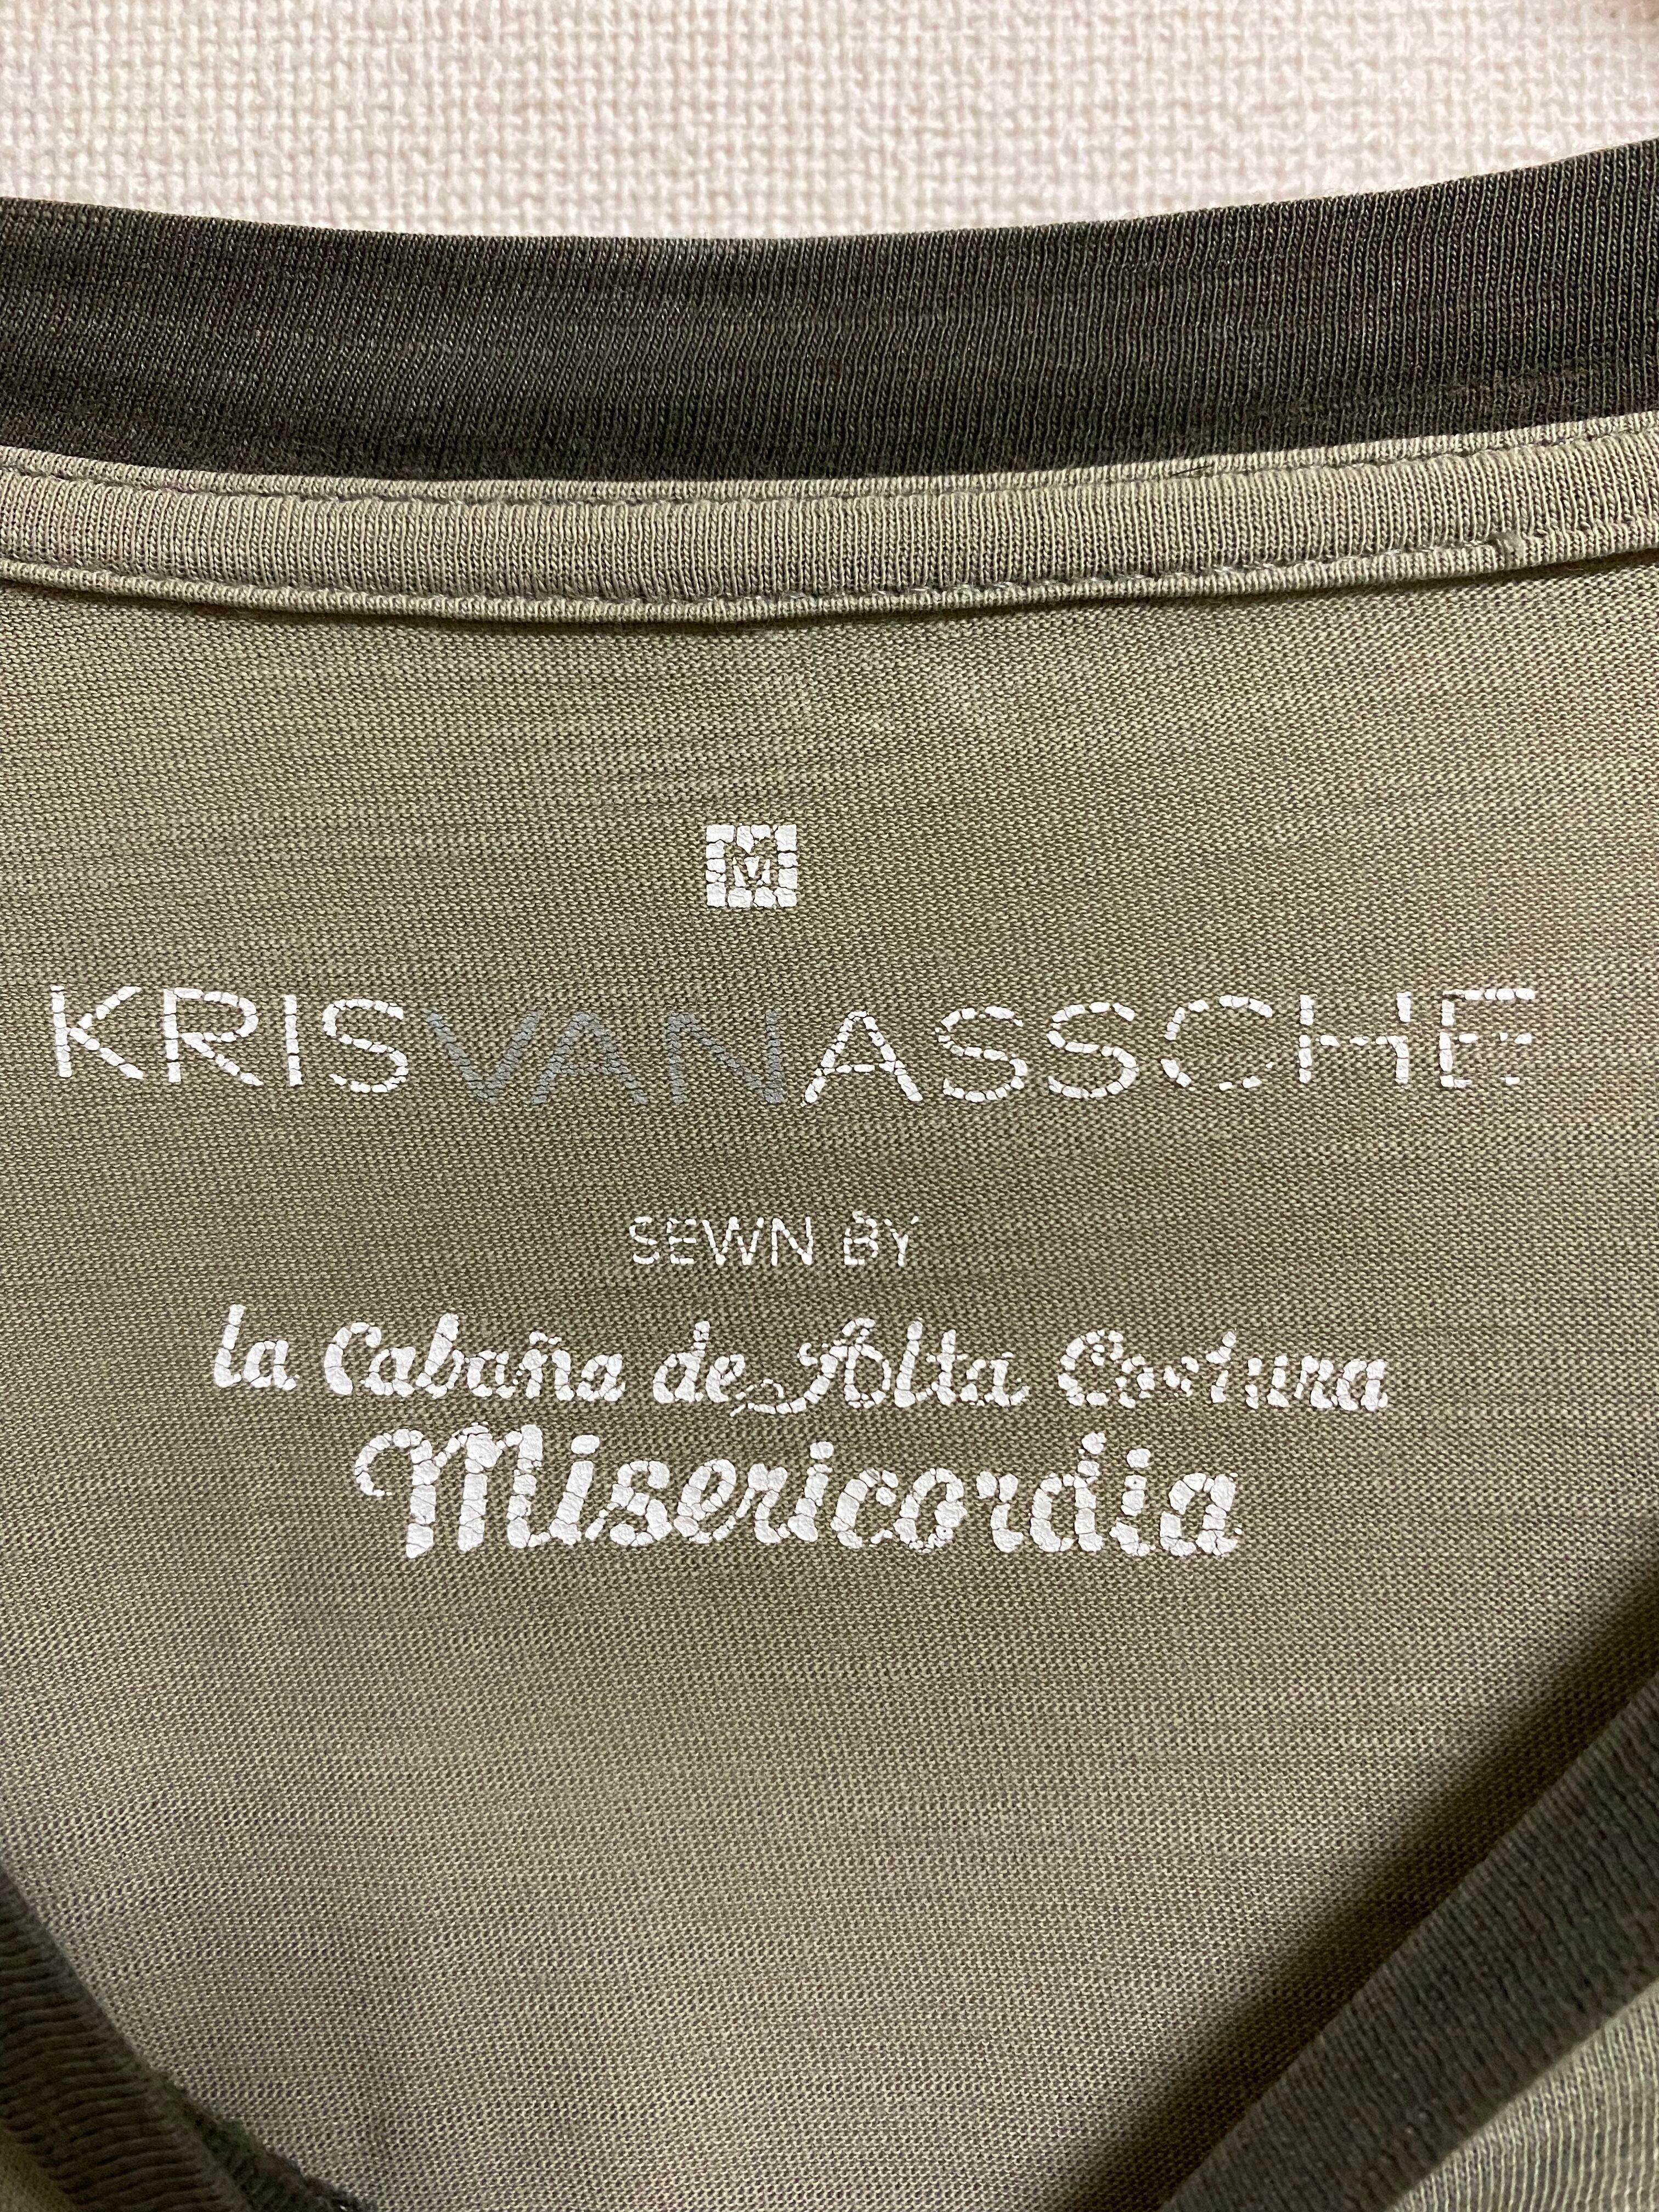 M
KRISVANASSCHE
SEWN BY
la Cabaña de Alta Costura
Misericordia